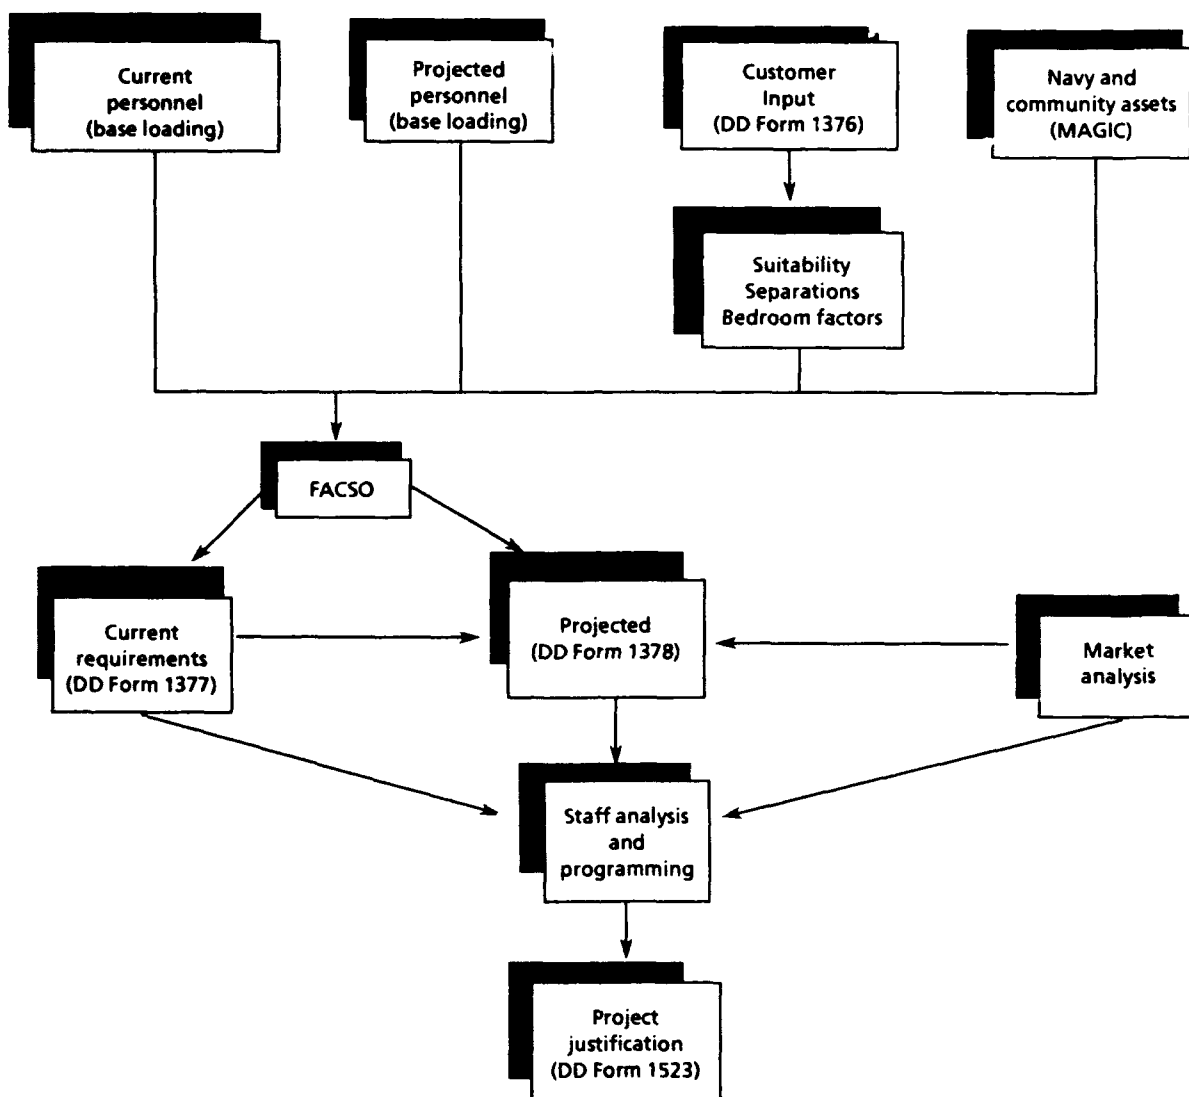 Current
personnel
(base loading)
Projected
personnel
(base loading)
Customer
Input
(DD Form 1376)
Navy and
community assets
(MAGIC)
Suitability
Separations
Bedroom factors
FACSO
Current
requirements
(DD Form 1377)
Projected
(DD Form 1378)
Market
analysis
Staff analysis
and
programming
Project
justification
(DD Form 1523)